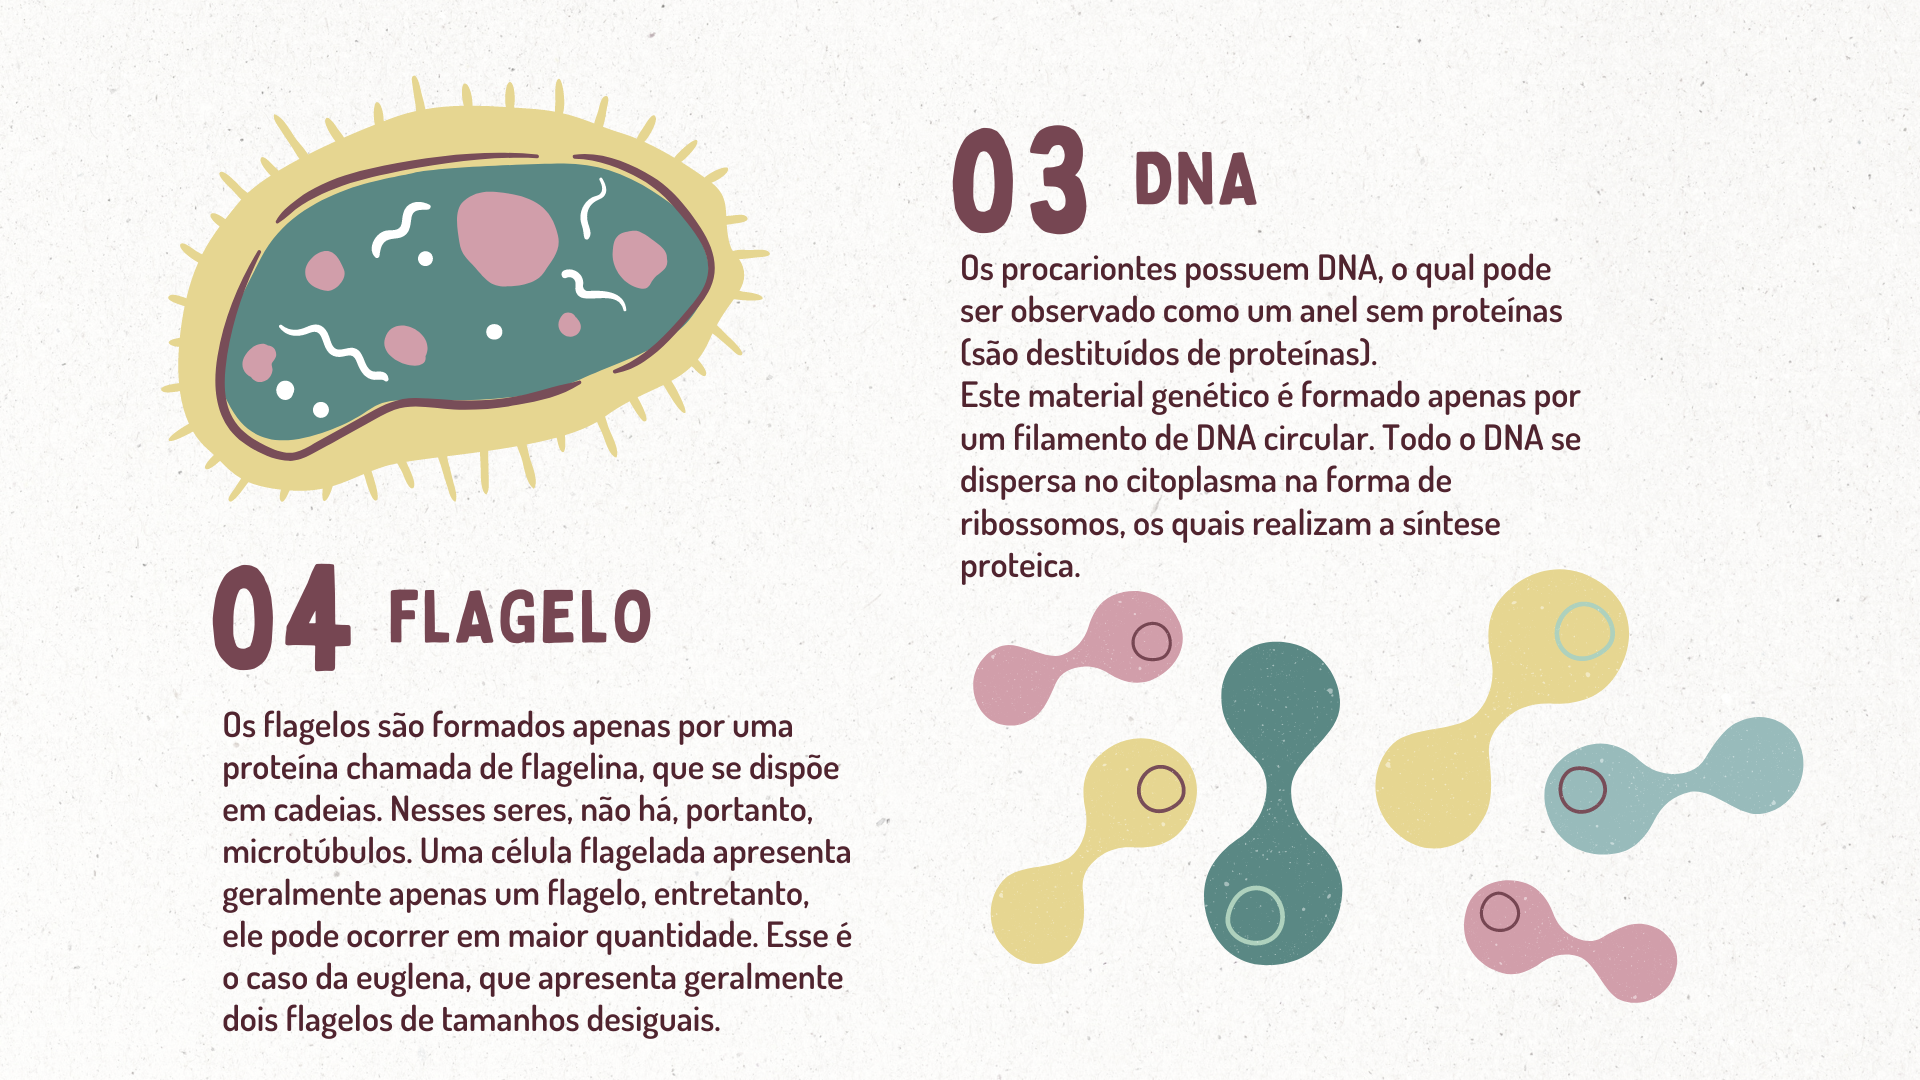 03 DNA
Os procariontes possuem DNA, o qual pode
ser observado como um anel sem proteínas
(são destituídos de proteínas).
Este material genético é formado apenas por
um filamento de DNA circular. Todo o DNA se
dispersa no citoplasma na forma de
ribossomos, os quais realizam a síntese
proteica.
04 FLAGELO
Os flagelos são formados apenas por uma
proteína chamada de flagelina, que se dispõe
em cadeias. Nesses seres, não há, portanto,
microtúbulos. Uma célula flagelada apresenta
geralmente apenas um flagelo, entretanto,
ele pode ocorrer em maior quantidade. Esse é
o caso da euglena, que apresenta geralmente
dois flagelos de tamanhos desiguais.